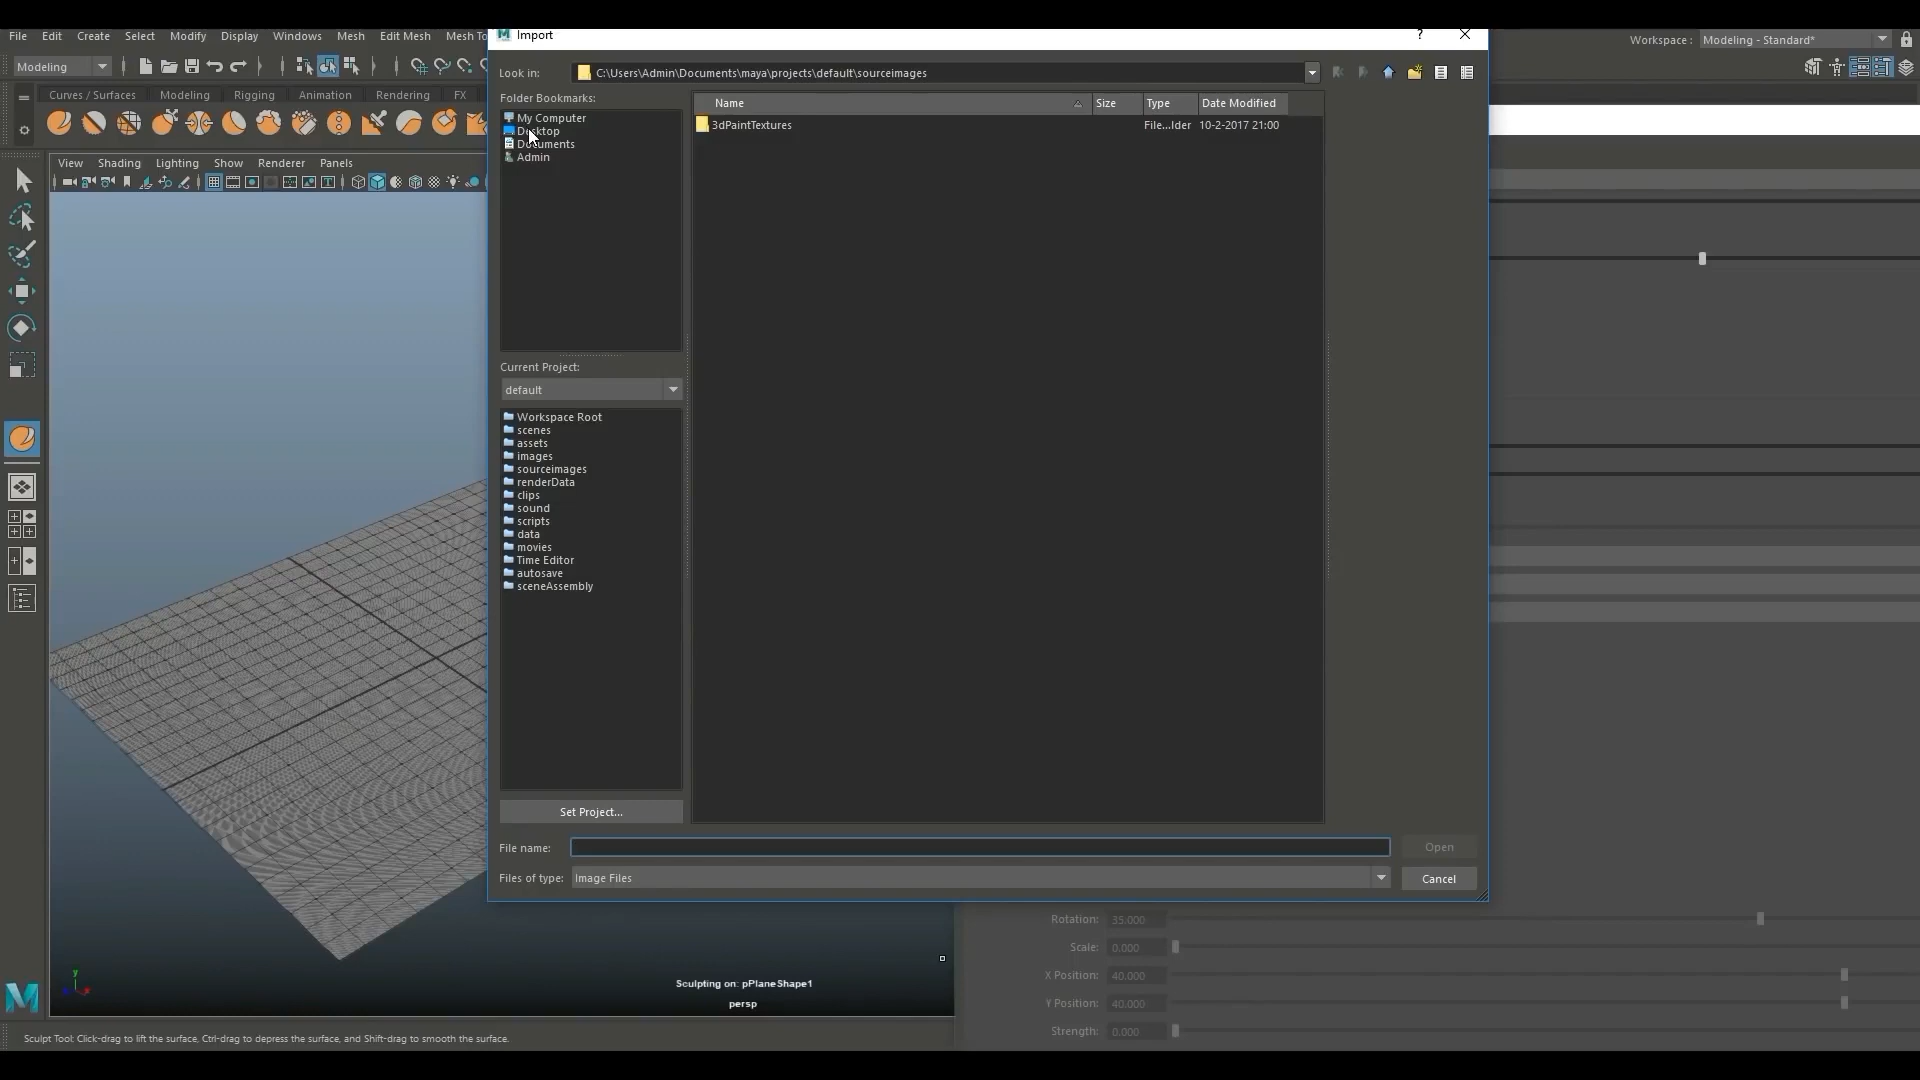 File Edit Create Select Modify Display Windows Mesh Edit Mesh Mesh To
Import
?
Workspace : Modeling - Standard*
Modeling
Look in: C:\Users\Admin\Documents\maya\projects\default\sourceimages
Curves / Surfaces Modeling Rigging Animation Rendering FX
Folder Bookmarks:
Name Size Type Date Modified
My Computer
3dPaintTextures File...lder 10-2-2017 21:00
Desktop
Documents
Admin
View Shading Lighting Show Renderer Panels
Current Project:
default
Workspace Root
scenes
assets
images
sourceimages
renderData
clips
sound
scripts
data
movies
Time Editor
autosave
sceneAssembly
Set Project...
File name: Open
Files of type: Image Files Cancel
Rotation: 35.000
Scale: 0.000
X Position: 40.000
Y Position: 40.000
Strength: 0.000
Sculpting on: pPlaneShape1
persp
y
Sculpt Tool: Click-drag to lift the surface, Ctrl-drag to depress the surface, and Shift-drag to smooth the surface.